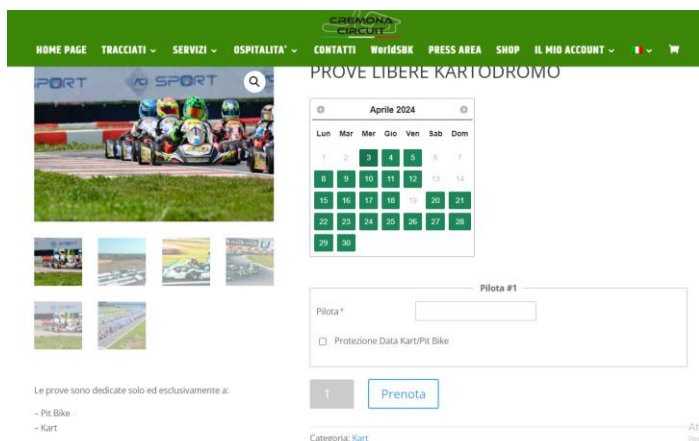 CREMONA
CIRCUIT
HOME PAGE TRACCIATI SERVIZI OSPITALITA' CONTATTI WorldSBK PRESS AREA SHOP IL MIO ACCOUNT
PROVE LIBERE KARTODROMO
SPORT
ACI SPORT
Aprile 2024
Lun Mar Mer Gio Ven Sab Dom
1 2 3 4 5 6 7
8 9 10 11 12 13 14
15 16 17 18 19 20 21
22 23 24 25 26 27 28
29 30
Pilota #1
Pilota*
Protezione Data Kart/Pit Bike
1 Prenota
Le prove sono dedicate solo ed esclusivamente a:
– Pit Bike
– Kart
Categoria: Kart